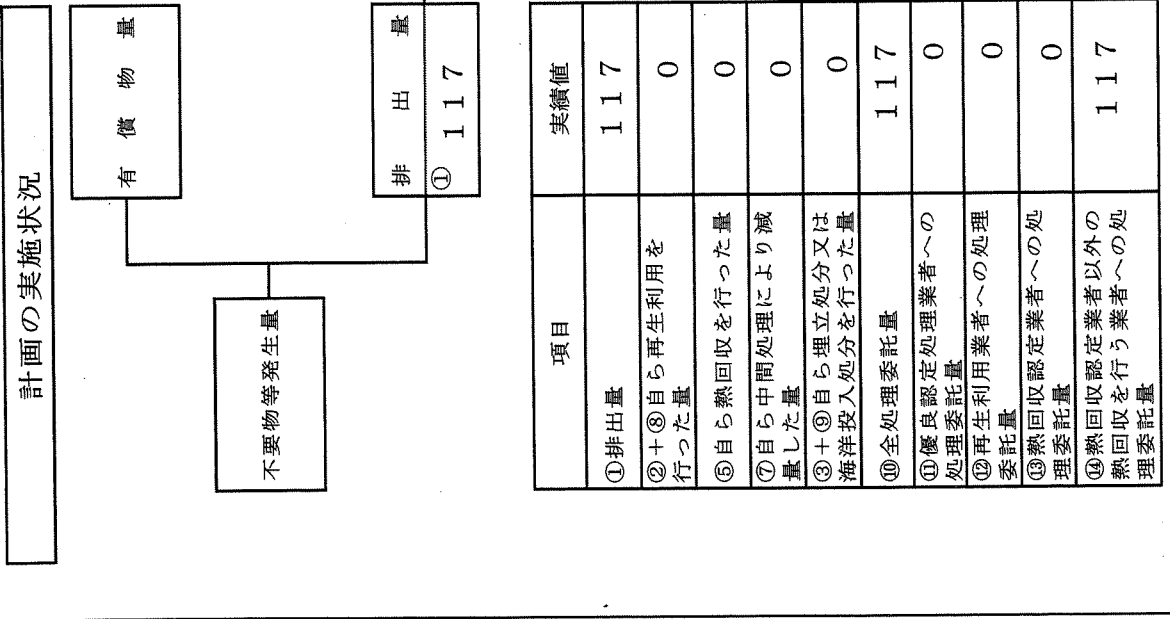 計画の実施状況
有償物量
不要物等発生量
排出量
①
117
項目 実績値
①排出量 117
②+⑧自ら再生利用を
行った量 0
⑤自ら熱回収を行った量 0
⑦自ら中間処理により減
量した量 0
③+⑨自ら埋立処分又は
海洋投入処分を行った量 0
⑩全処理委託量 117
⑪優良認定処理業者への
処理委託量 0
⑫再生利用業者への処理
委託量 0
⑬熱回収認定業者への処
理委託量 0
⑭熱回収認定業者以外の
熱回収を行う業者への処
理委託量 117